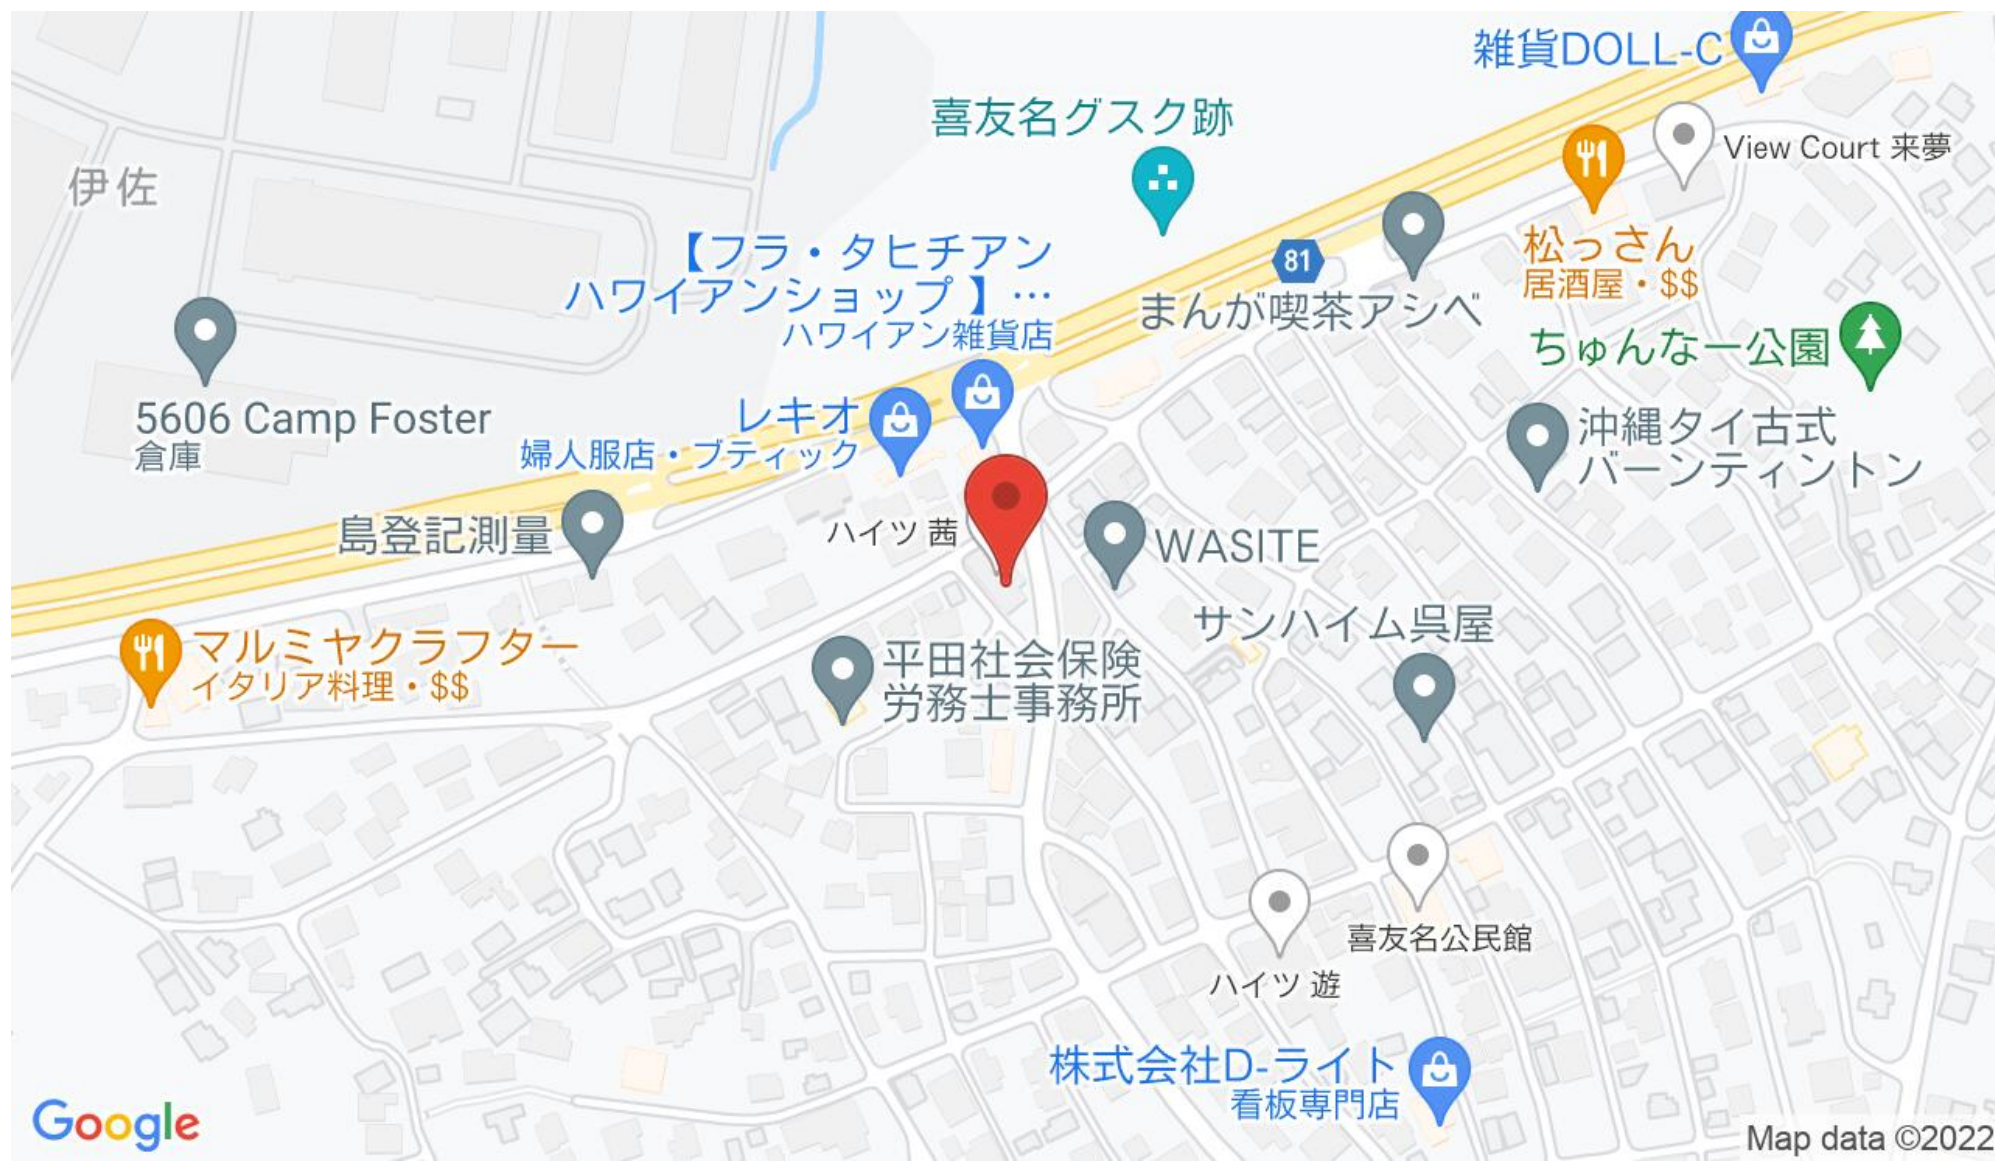 雑貨DOLL-C
喜友名グスク跡
View Court 来夢
伊佐
【フラ・タヒチアン
ハワイアンショップ 】…
ハワイアン雑貨店
81
松っさん
居酒屋・$$
まんが喫茶アシベ
ちゅんなー公園
5606 Camp Foster
倉庫
レキオ
婦人服店・ブティック
沖縄タイ古式
バーンティントン
島登記測量
ハイツ 茜
WASITE
サンハイム呉屋
マルミヤクラフター
イタリア料理・$$
平田社会保険
労務士事務所
喜友名公民館
ハイツ 遊
株式会社D-ライト
看板専門店
Google
Map data ©2022